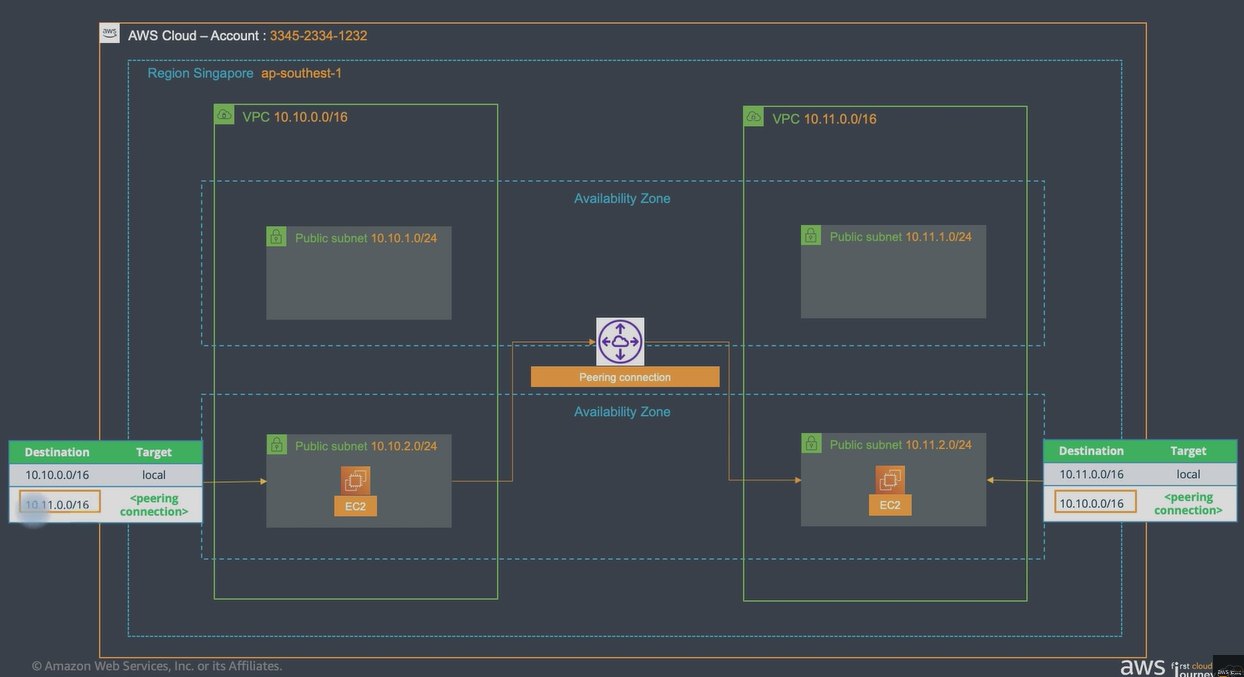 aws
AWS Cloud – Account : 3345-2334-1232
Region Singapore ap-southest-1
VPC 10.10.0.0/16
VPC 10.11.0.0/16
Availability Zone
Public subnet 10.10.1.0/24
Public subnet 10.11.1.0/24
Peering connection
Availability Zone
Public subnet 10.10.2.0/24
Public subnet 10.11.2.0/24
EC2
EC2
Destination Target
10.10.0.0/16 local
10.11.0.0/16 <peering
connection>
Destination Target
10.11.0.0/16 local
10.10.0.0/16 <peering
connection>
© Amazon Web Services, Inc. or its Affiliates.
aws first cloud
Journey